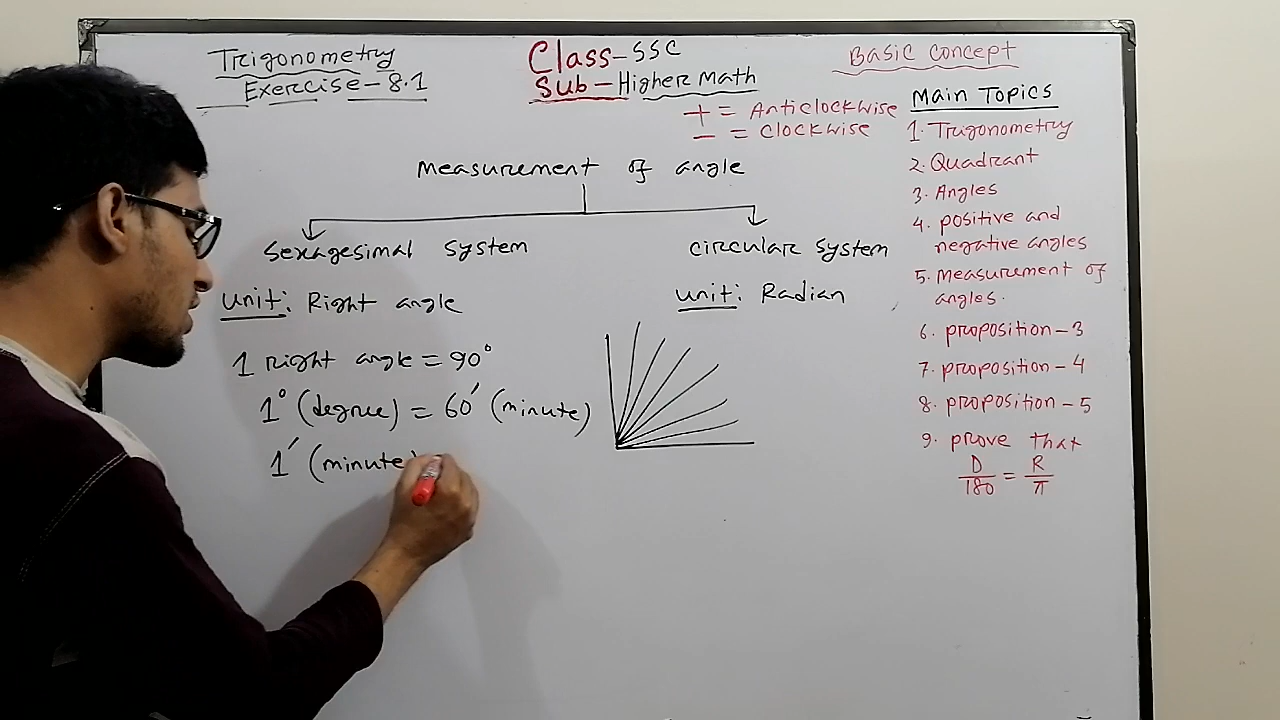 Trigonometry
Exercise-8.1
Class-SSC
Sub-Higher Math
Basic Concept
+ = Anticlockwise
- = Clockwise
Measurement of angle
Sexagesimal System
Circular System
Unit: Right angle
Unit: Radian
1 right angle = 90°
1° (degree) = 60′ (minute)
1′ (minute)
Main Topics
1. Trigonometry
2. Quadrant
3. Angles
4. positive and
negative angles
5. Measurement of
angles.
6. proposition-3
7. proposition-4
8. proposition-5
9. prove that
D/180 = R/π